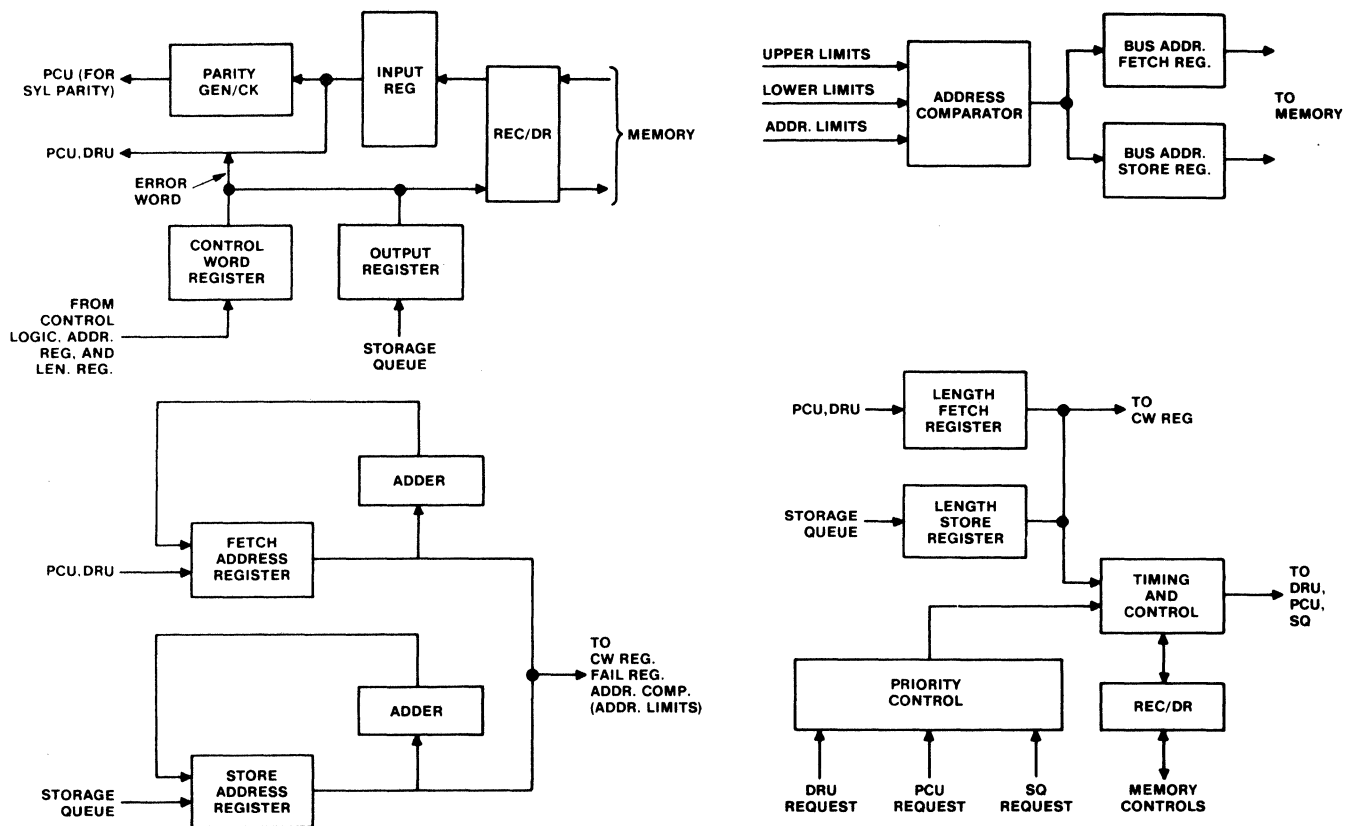 PCU (FOR
SYL PARITY)
PARITY
GEN/CK
INPUT
REG
REC/DR
MEMORY
PCU,DRU
ERROR
WORD
CONTROL
WORD
REGISTER
OUTPUT
REGISTER
FROM
CONTROL
LOGIC, ADDR.
REG, AND
LEN. REG.
STORAGE
QUEUE
UPPER LIMITS
LOWER LIMITS
ADDR. LIMITS
ADDRESS
COMPARATOR
BUS ADDR.
FETCH REG.
BUS ADDR.
STORE REG.
TO
MEMORY
ADDER
PCU,DRU
FETCH
ADDRESS
REGISTER
ADDER
STORAGE
QUEUE
STORE
ADDRESS
REGISTER
TO
CW REG.
FAIL REG.
ADDR. COMP.
(ADDR. LIMITS)
PCU,DRU
LENGTH
FETCH
REGISTER
TO
CW REG
STORAGE
QUEUE
LENGTH
STORE
REGISTER
TIMING
AND
CONTROL
TO
DRU,
PCU,
SQ
PRIORITY
CONTROL
REC/DR
DRU
REQUEST
PCU
REQUEST
SQ
REQUEST
MEMORY
CONTROLS